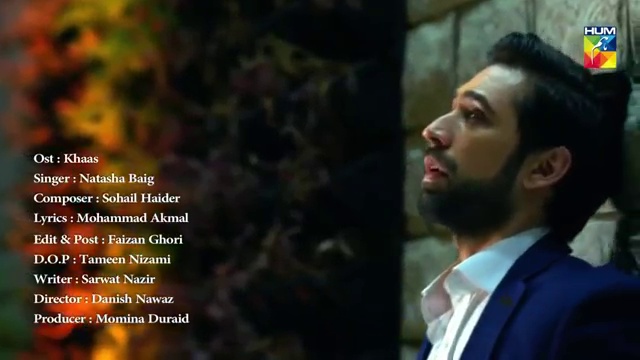 HUM
Ost : Khaas
Singer : Natasha Baig
Composer : Sohail Haider
Lyrics : Mohammad Akmal
Edit & Post : Faizan Ghori
D.O.P : Tameen Nizami
Writer : Sarwat Nazir
Director : Danish Nawaz
Producer : Momina Duraid